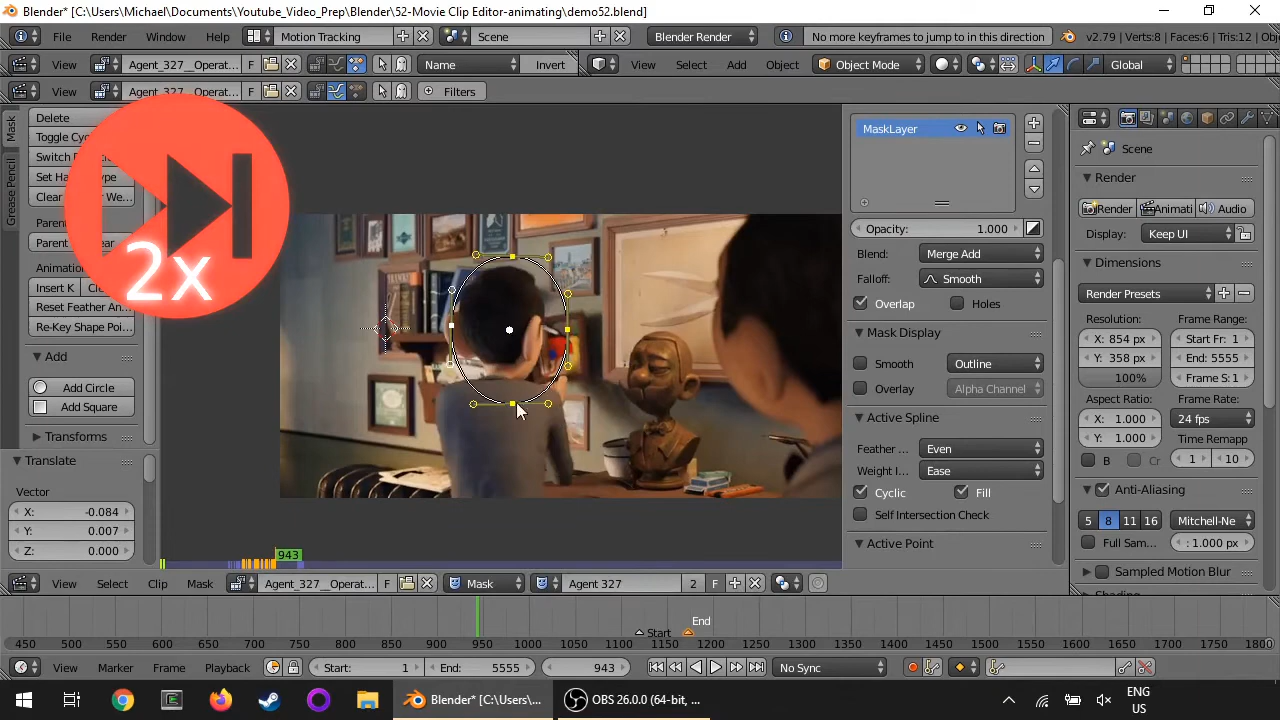 Blender* [C:\Users\Michael\Documents\Youtube_Video_Prep\Blender\52-Movie Clip Editor-animating\demo52.blend]
File Render Window Help Motion Tracking Scene Blender Render No more keyframes to jump to in this direction v2.79 | Verts:8 | Faces:6 | Tris:12 | Obje
View Agent_327__Operat... F Name Invert View Select Add Object Object Mode Global
View Agent_327__Operat... F Filters
Mask
Grease Pencil
Delete
Toggle Cyc
Switch
Set Ha
Clear We...
Paren
Parent ear
Animation
Insert K Clear
Reset Feather An...
Re-Key Shape Poi...
Add
Add Circle
Add Square
Transforms
Translate
Vector
X: -0.084
Y: 0.007
Z: 0.000
2x
HUNKS
943
MaskLayer
Opacity: 1.000
Blend: Merge Add
Falloff: Smooth
Overlap Holes
Mask Display
Smooth Outline
Overlay Alpha Channel
Active Spline
Feather ... Even
Weight I... Ease
Cyclic Fill
Self Intersection Check
Active Point
Scene
Render
Render Animati Audio
Display: Keep UI
Dimensions
Render Presets
Resolution: Frame Range:
X: 854 px Start Fr: 1
Y: 358 px End: 5555
100% Frame S: 1
Aspect Ratio: Frame Rate:
X: 1.000 24 fps
Y: 1.000 Time Remapp
B Cr 1 10
Anti-Aliasing
5 8 11 16 Mitchell-Ne
Full Sam... : 1.000 px
Sampled Motion Blur
View Select Clip Mask Agent_327__Operat... F Mask Agent 327 2 F
End
Start
450 500 550 600 650 700 750 800 850 900 950 1000 1050 1100 1150 1200 1250 1300 1350 1400 1450 1500 1550 1600 1650 1700 1750 1800
View Marker Frame Playback Start: 1 End: 5555 943 No Sync
Blender* [C:\Users\... OBS 26.0.0 (64-bit, ... ENG
US